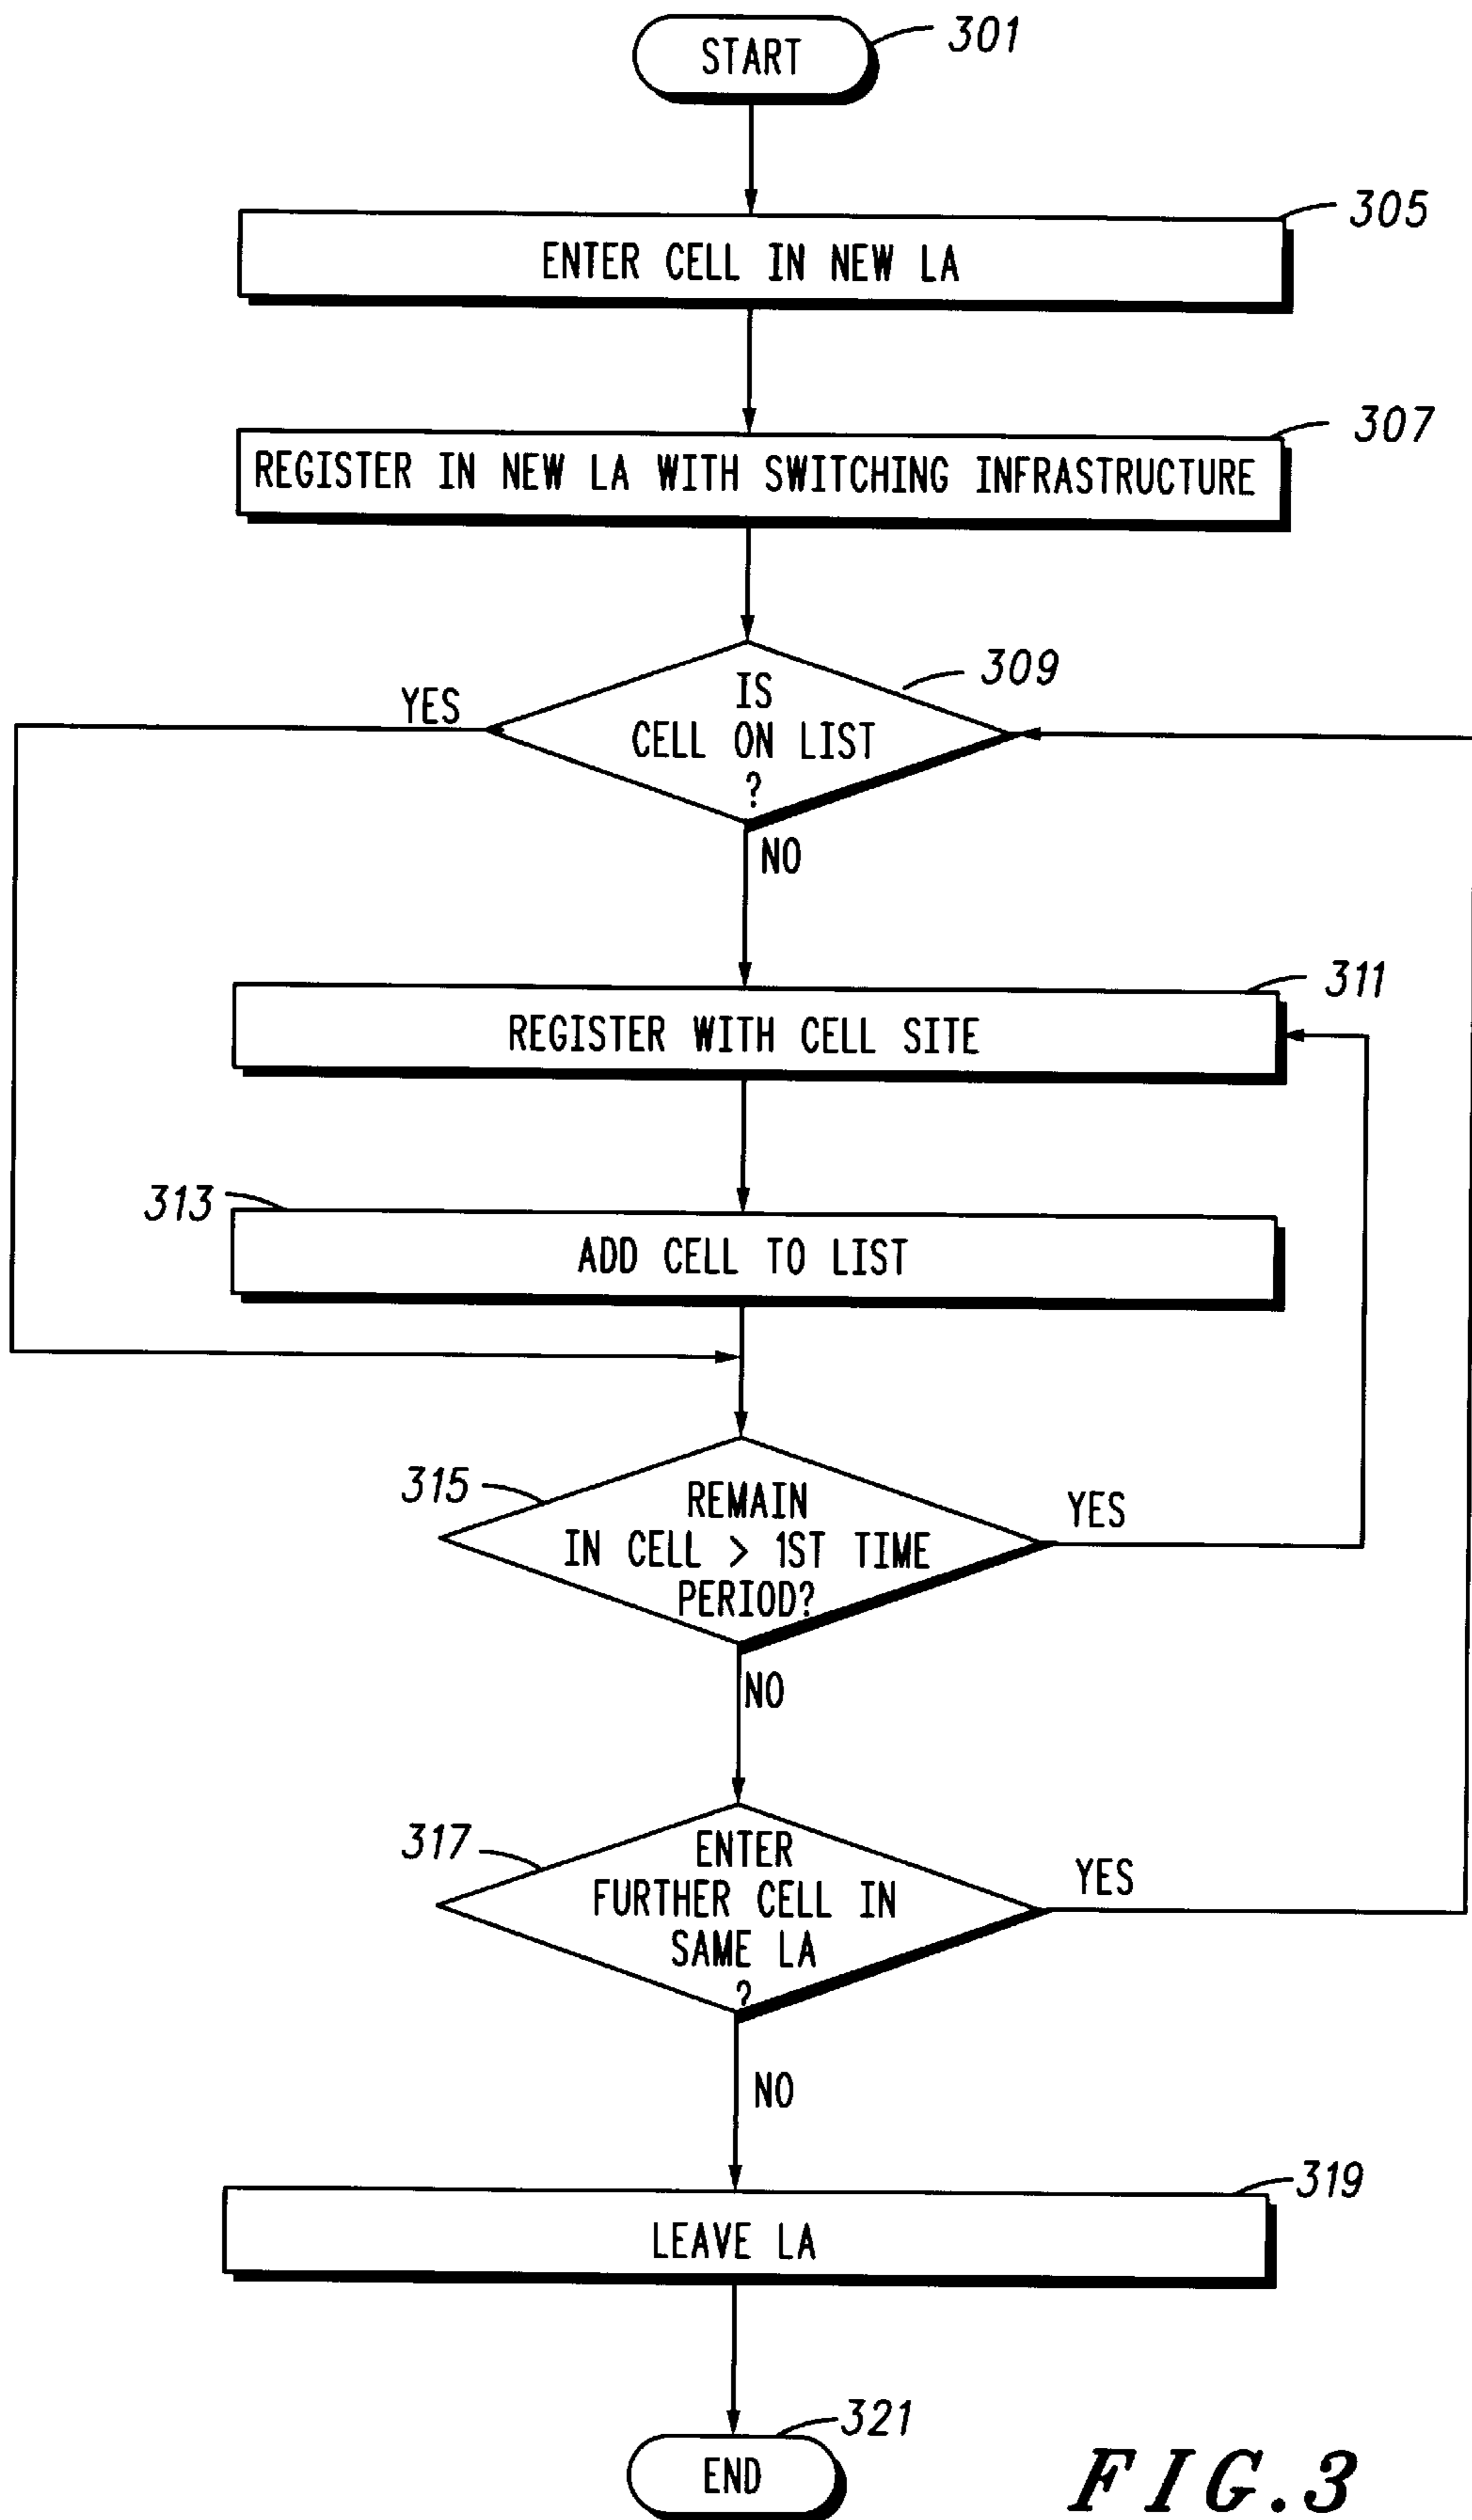 START
301
305
ENTER CELL IN NEW LA
307
REGISTER IN NEW LA WITH SWITCHING INFRASTRUCTURE
309
YES
IS
CELL ON LIST
?
NO
311
REGISTER WITH CELL SITE
313
ADD CELL TO LIST
315
REMAIN
IN CELL > 1ST TIME
PERIOD?
YES
NO
317
ENTER
FURTHER CELL IN
SAME LA
?
YES
NO
319
LEAVE LA
321
END
FIG.3